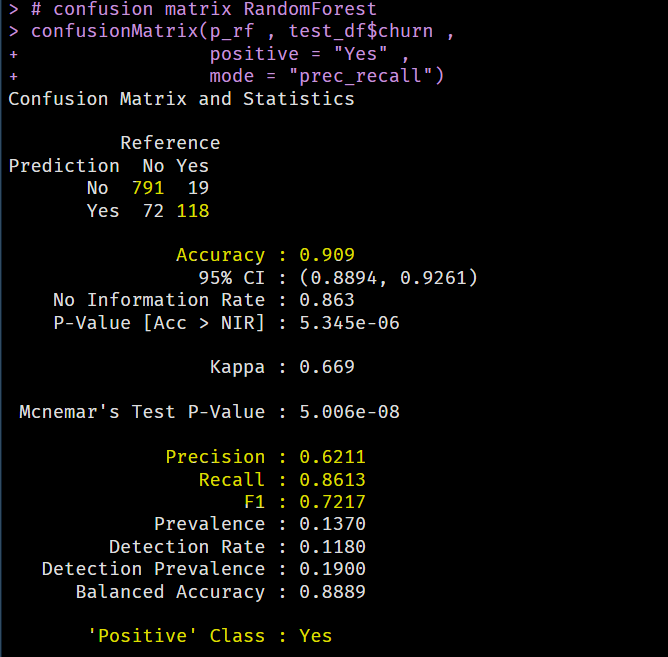 > # confusion matrix RandomForest
> confusionMatrix(p_rf , test_df$churn ,
+                  positive = "Yes" ,
+                  mode = "prec_recall")
Confusion Matrix and Statistics
Reference
Prediction  No Yes
No  791  19
Yes  72 118
Accuracy : 0.909
95% CI : (0.8894, 0.9261)
No Information Rate : 0.863
P-Value [Acc > NIR] : 5.345e-06
Kappa : 0.669
Mcnemar's Test P-Value : 5.006e-08
Precision : 0.6211
Recall : 0.8613
F1 : 0.7217
Prevalence : 0.1370
Detection Rate : 0.1180
Detection Prevalence : 0.1900
Balanced Accuracy : 0.8889
'Positive' Class : Yes